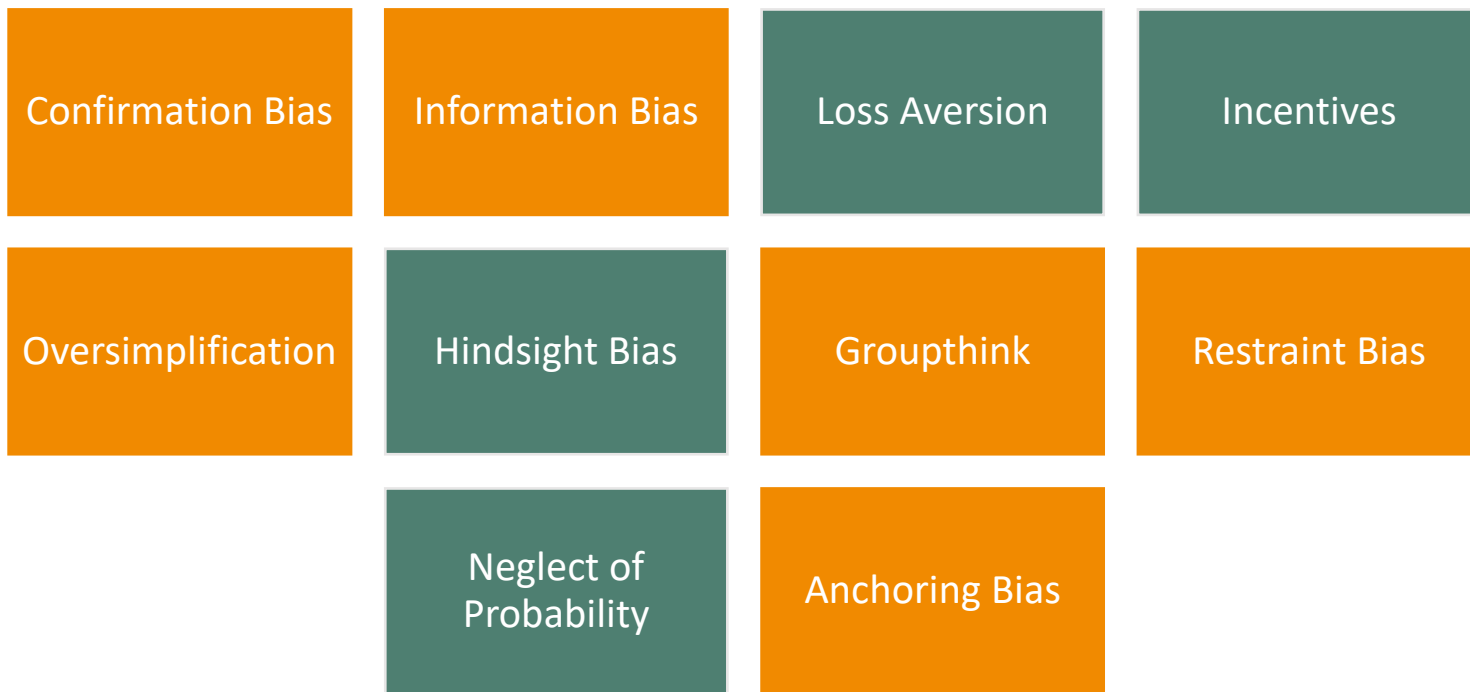 Confirmation Bias
Information Bias
Loss Aversion
Incentives
Oversimplification
Hindsight Bias
Groupthink
Restraint Bias
Neglect of
Probability
Anchoring Bias